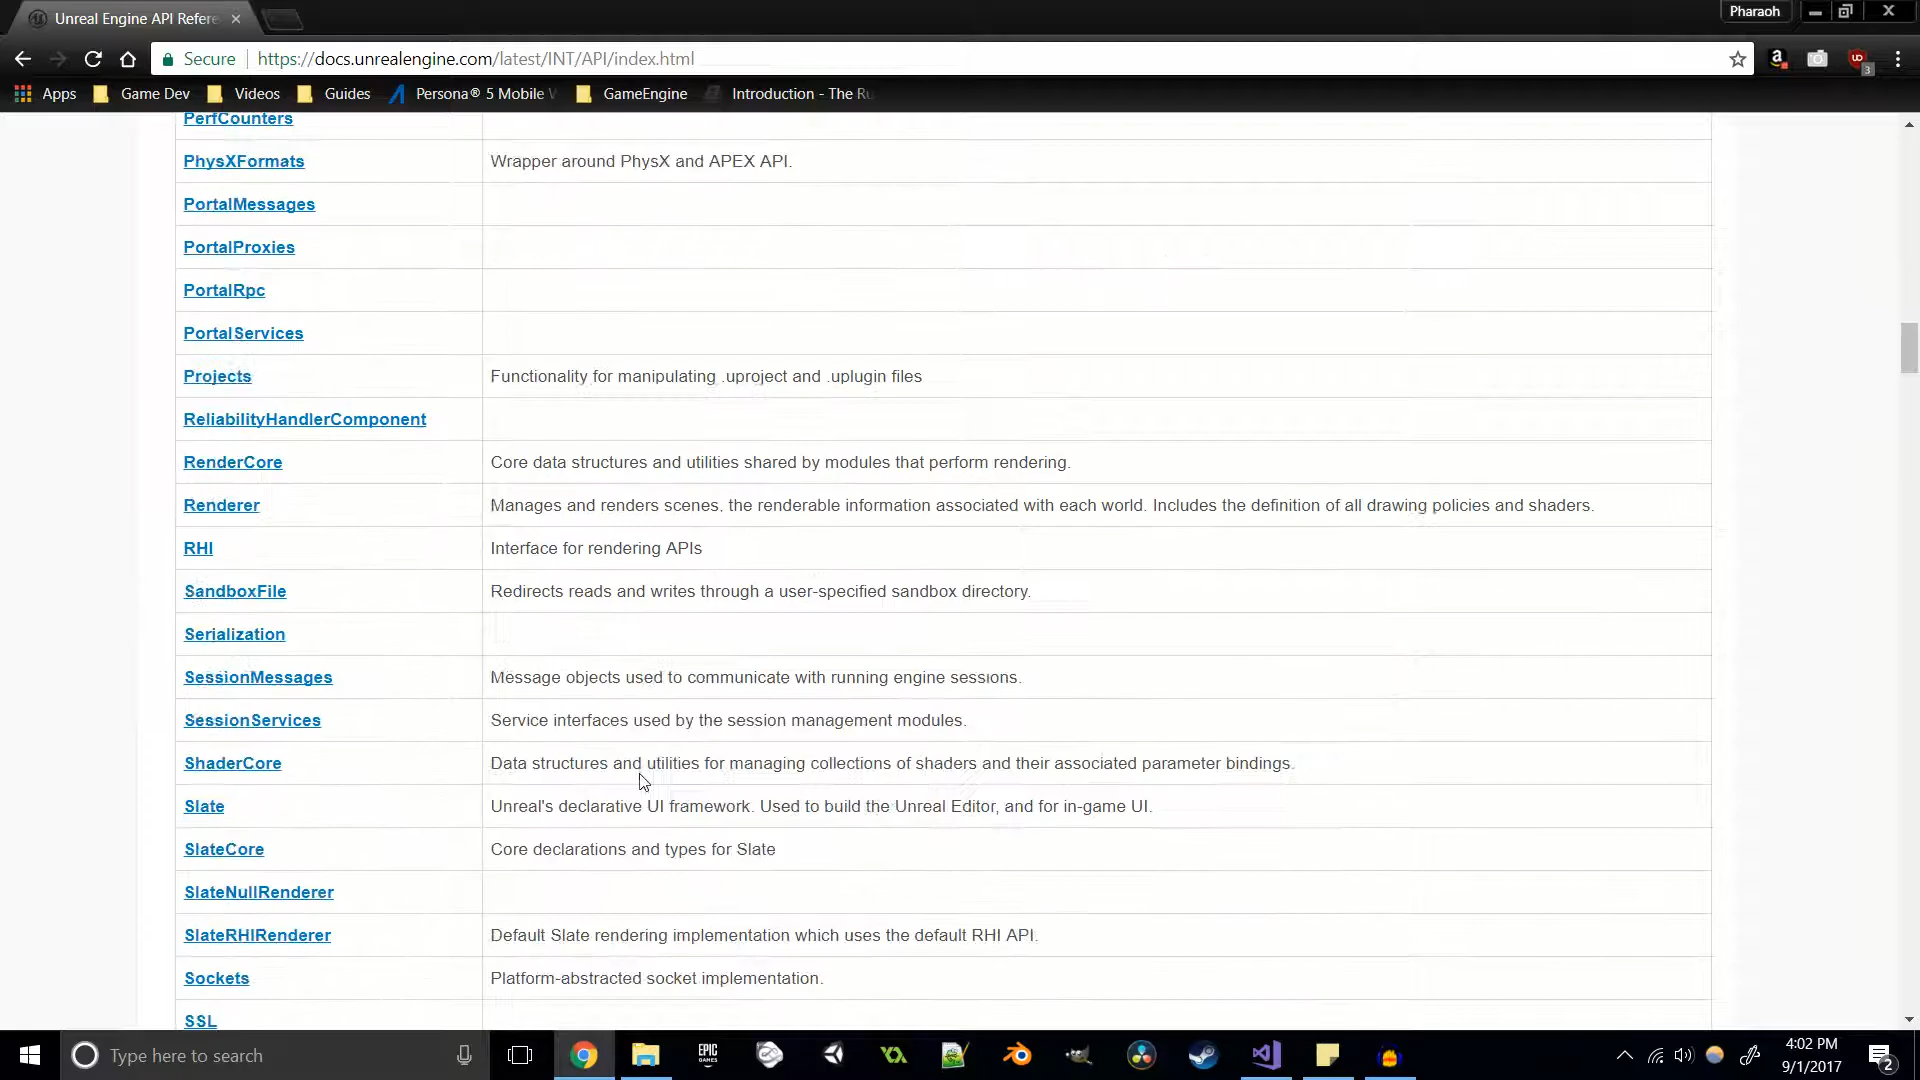 Unreal Engine API Refere
Pharaoh
Secure https://docs.unrealengine.com/latest/INT/API/index.html
Apps Game Dev Videos Guides Persona® 5 Mobile GameEngine Introduction - The Ru
PerfCounters
PhysXFormats Wrapper around PhysX and APEX API.
PortalMessages
PortalProxies
PortalRpc
PortalServices
Projects Functionality for manipulating .uproject and .uplugin files
ReliabilityHandlerComponent
RenderCore Core data structures and utilities shared by modules that perform rendering.
Renderer Manages and renders scenes, the renderable information associated with each world. Includes the definition of all drawing policies and shaders.
RHI Interface for rendering APIs
SandboxFile Redirects reads and writes through a user-specified sandbox directory.
Serialization
SessionMessages Message objects used to communicate with running engine sessions.
SessionServices Service interfaces used by the session management modules.
ShaderCore Data structures and utilities for managing collections of shaders and their associated parameter bindings.
Slate Unreal's declarative UI framework. Used to build the Unreal Editor, and for in-game UI.
SlateCore Core declarations and types for Slate
SlateNullRenderer
SlateRHIRenderer Default Slate rendering implementation which uses the default RHI API.
Sockets Platform-abstracted socket implementation.
SSL
Type here to search
EPIC GAMES
4:02 PM
9/1/2017
2